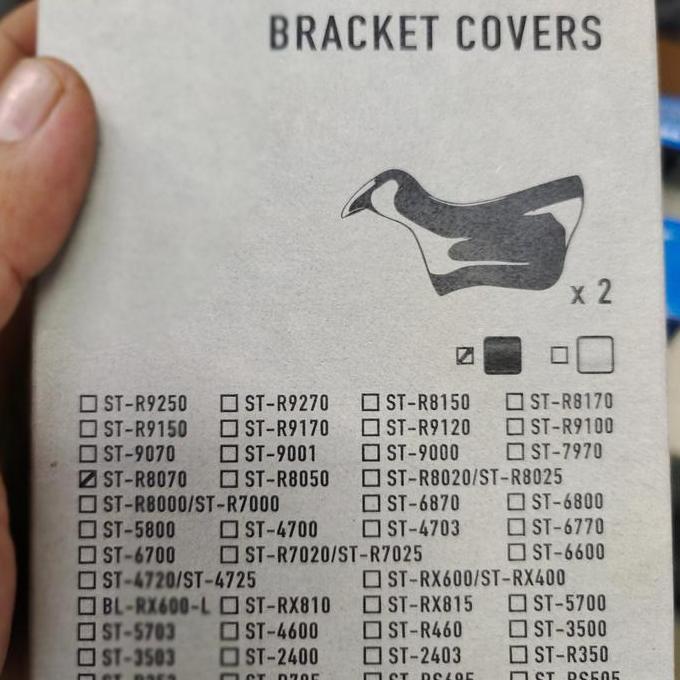 BRACKET COVERS
x 2
ST-R9250 ST-R9270 ST-R8150 ST-R8170
ST-R9150 ST-R9170 ST-R9120 ST-R9100
ST-9070 ST-9001 ST-9000 ST-7970
ST-R8070 ST-R8050 ST-R8020/ST-R8025
ST-R8000/ST-R7000 ST-6870 ST-6800
ST-5800 ST-4700 ST-4703 ST-6770
ST-6700 ST-R7020/ST-R7025 ST-6600
ST-4720/ST-4725 ST-RX600/ST-RX400
BL-RX600-L ST-RX810 ST-RX815 ST-5700
ST-5703 ST-4600 ST-R460 ST-3500
ST-3503 ST-2400 ST-2403 ST-R350